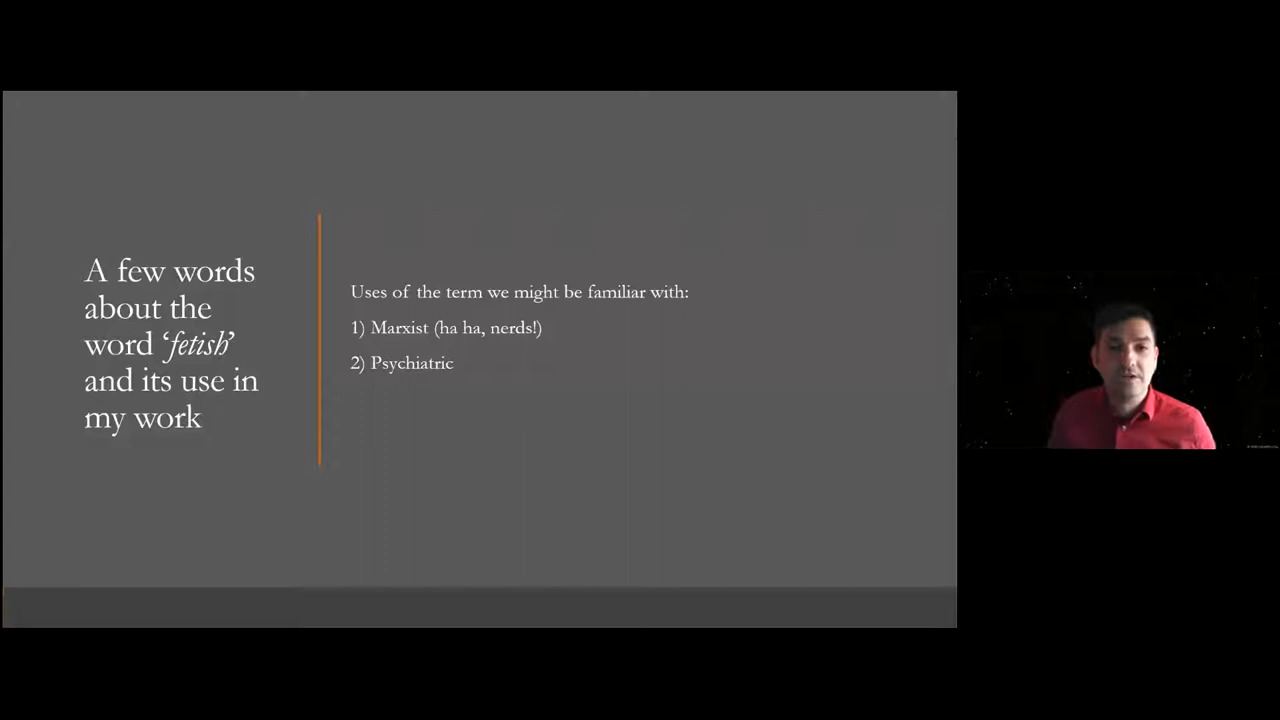 A few words
about the
word ‘fetish’
and its use in
my work
Uses of the term we might be familiar with:
1) Marxist (ha ha, nerds!)
2) Psychiatric